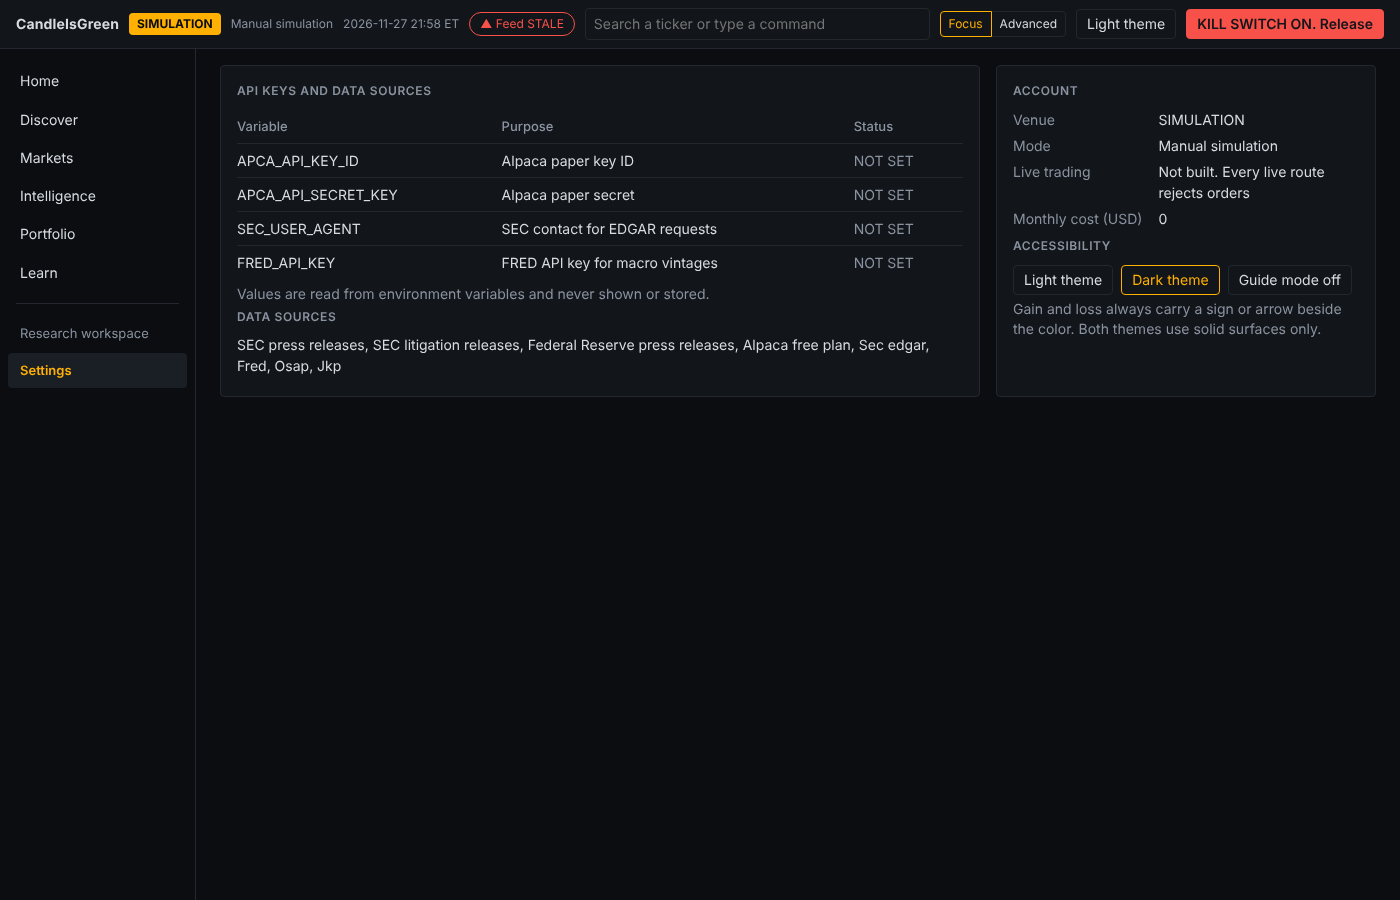 CandleIsGreen SIMULATION Manual simulation 2026-11-27 21:58 ET ▲ Feed STALE Search a ticker or type a command Focus Advanced Light theme KILL SWITCH ON. Release
Home
Discover
Markets
Intelligence
Portfolio
Learn
Research workspace
Settings
API KEYS AND DATA SOURCES
Variable Purpose Status
APCA_API_KEY_ID Alpaca paper key ID NOT SET
APCA_API_SECRET_KEY Alpaca paper secret NOT SET
SEC_USER_AGENT SEC contact for EDGAR requests NOT SET
FRED_API_KEY FRED API key for macro vintages NOT SET
Values are read from environment variables and never shown or stored.
DATA SOURCES
SEC press releases, SEC litigation releases, Federal Reserve press releases, Alpaca free plan, Sec edgar,
Fred, Osap, Jkp
ACCOUNT
Venue SIMULATION
Mode Manual simulation
Live trading Not built. Every live route
rejects orders
Monthly cost (USD) 0
ACCESSIBILITY
Light theme Dark theme Guide mode off
Gain and loss always carry a sign or arrow beside
the color. Both themes use solid surfaces only.